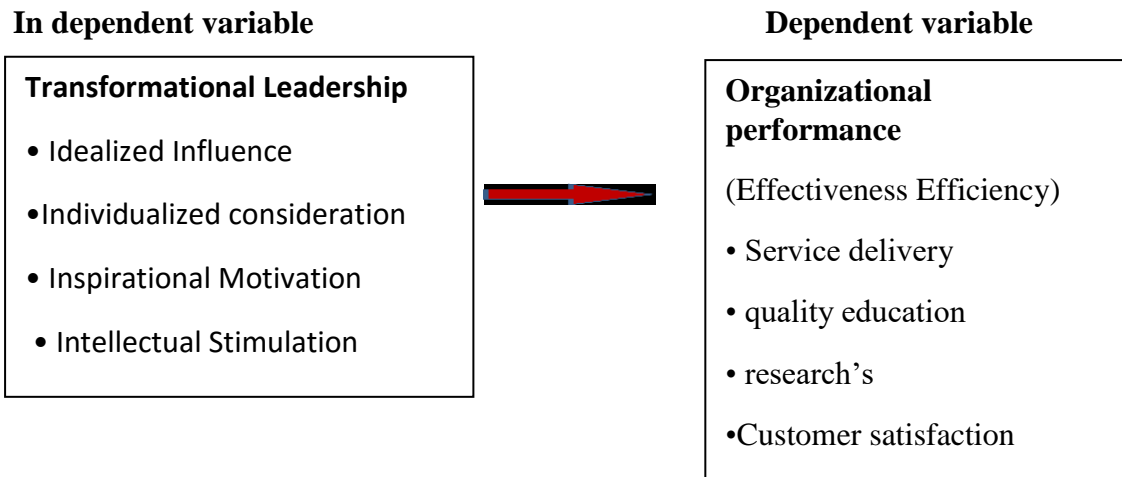 In dependent variable
Dependent variable
Transformational Leadership
• Idealized Influence
•Individualized consideration
• Inspirational Motivation
• Intellectual Stimulation
Organizational
performance
(Effectiveness Efficiency)
• Service delivery
• quality education
• research’s
•Customer satisfaction